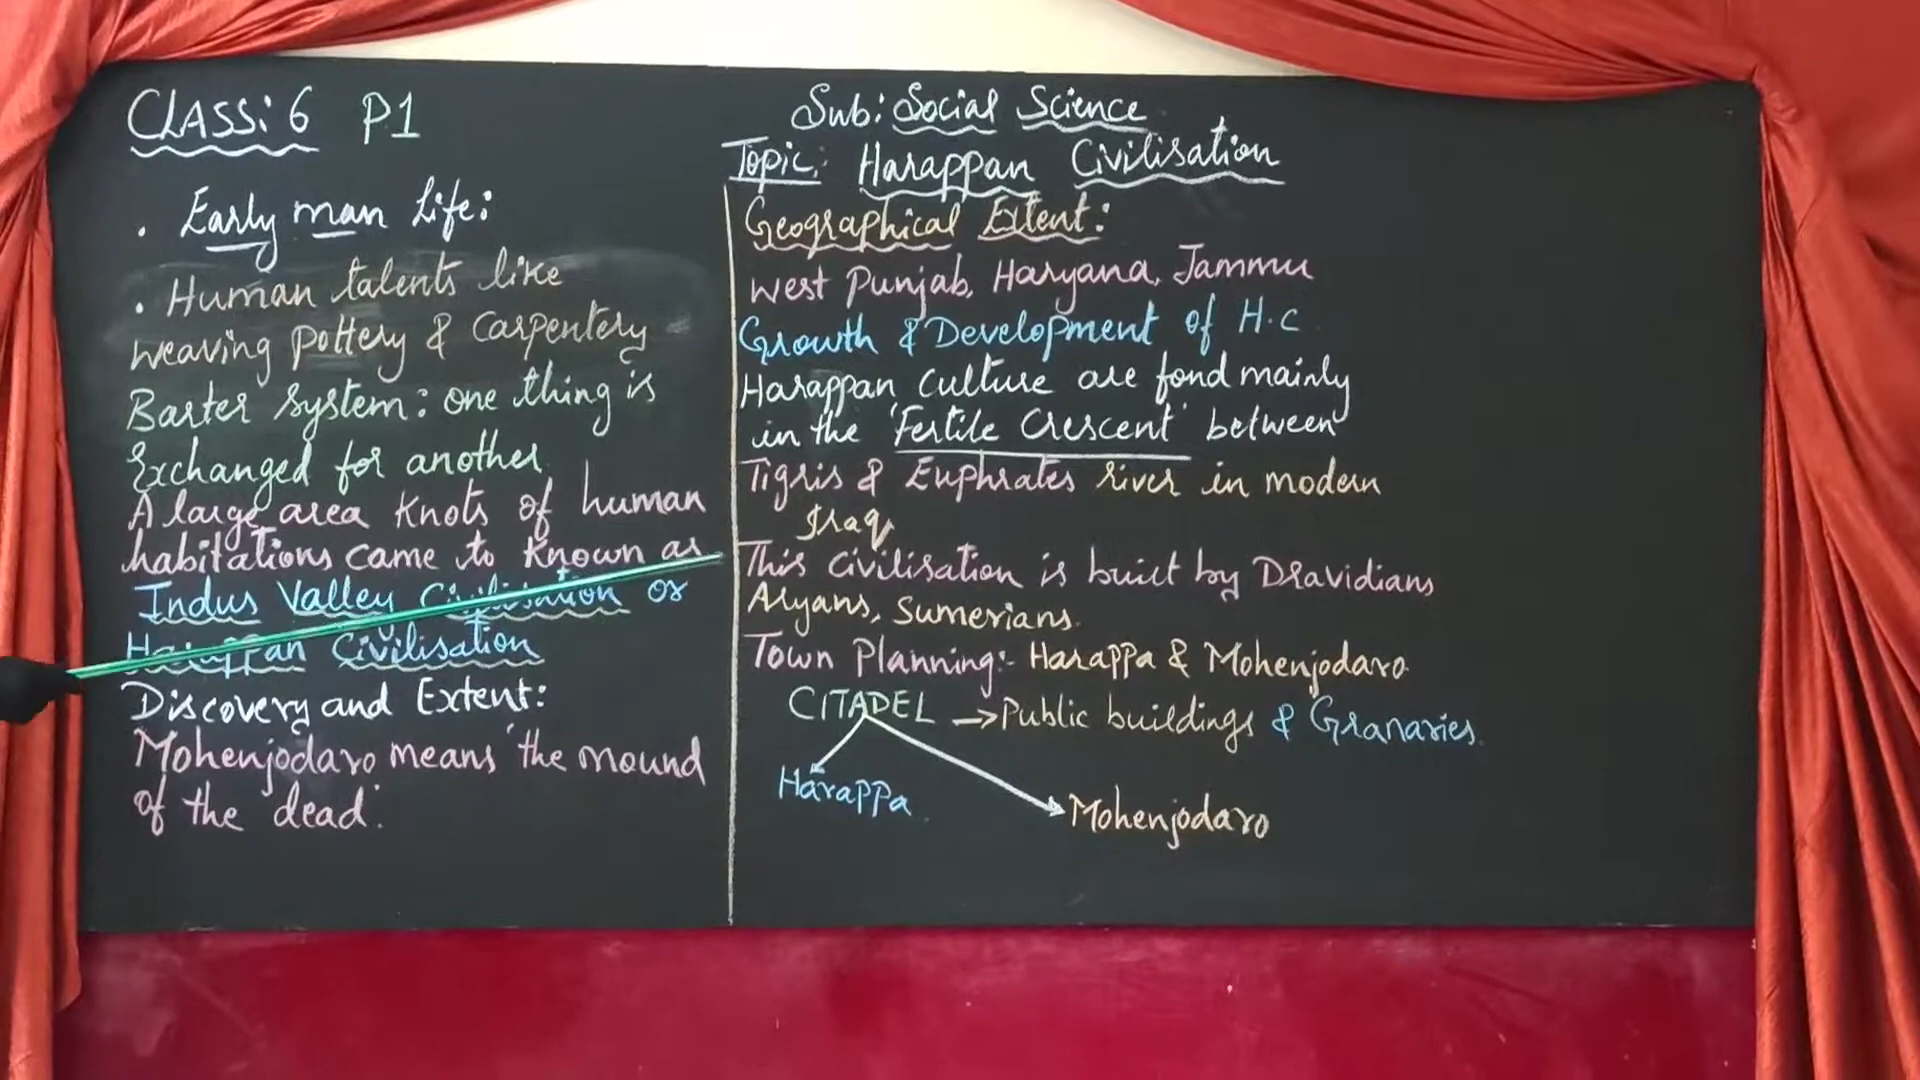 CLASS: 6 P1
. Early man life:
. Human talents like
weaving pottery & carpentery
Barter system: one thing is
Exchanged for another
A large area knots of human
habitations came to known as
Indus Valley Civilisation or
Harappan Civilisation
Discovery and Extent:
Mohenjodaro means 'the mound
of the dead'.
Sub: Social Science
Topic: Harappan Civilisation
Geographical Extent:
West Punjab, Haryana, Jammu
Growth & Development of H.C
Harappan culture are fond mainly
in the 'Fertile Crescent' between
Tigris & Euphrates river in modern
Iraq
This civilisation is built by Dravidians
Aryans, Sumerians.
Town Planning:- Harappa & Mohenjodaro
CITADEL → Public buildings & Granaries.
Harappa
Mohenjodaro